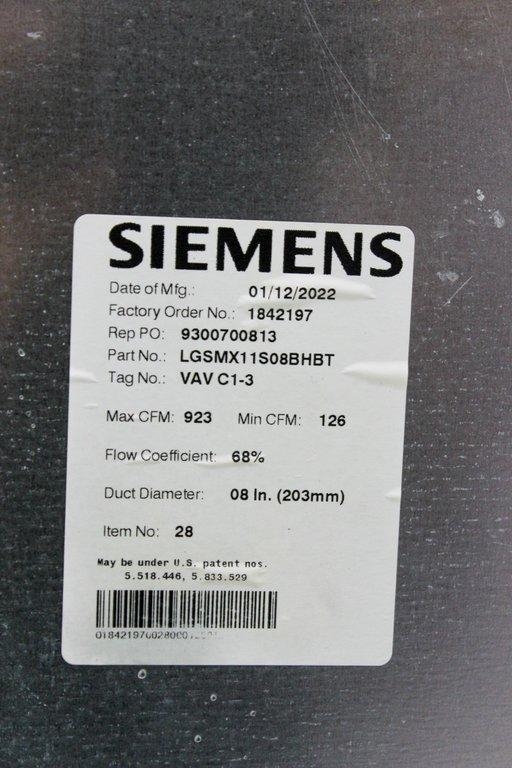 SIEMENS
Date of Mfg.: 01/12/2022
Factory Order No.: 1842197
Rep PO: 9300700813
Part No.: LGSMX11S08BHBT
Tag No.: VAV C1-3
Max CFM: 923 Min CFM: 126
Flow Coefficient: 68%
Duct Diameter: 08 In. (203mm)
Item No: 28
May be under U.S. patent nos.
5.518.446, 5.833.529